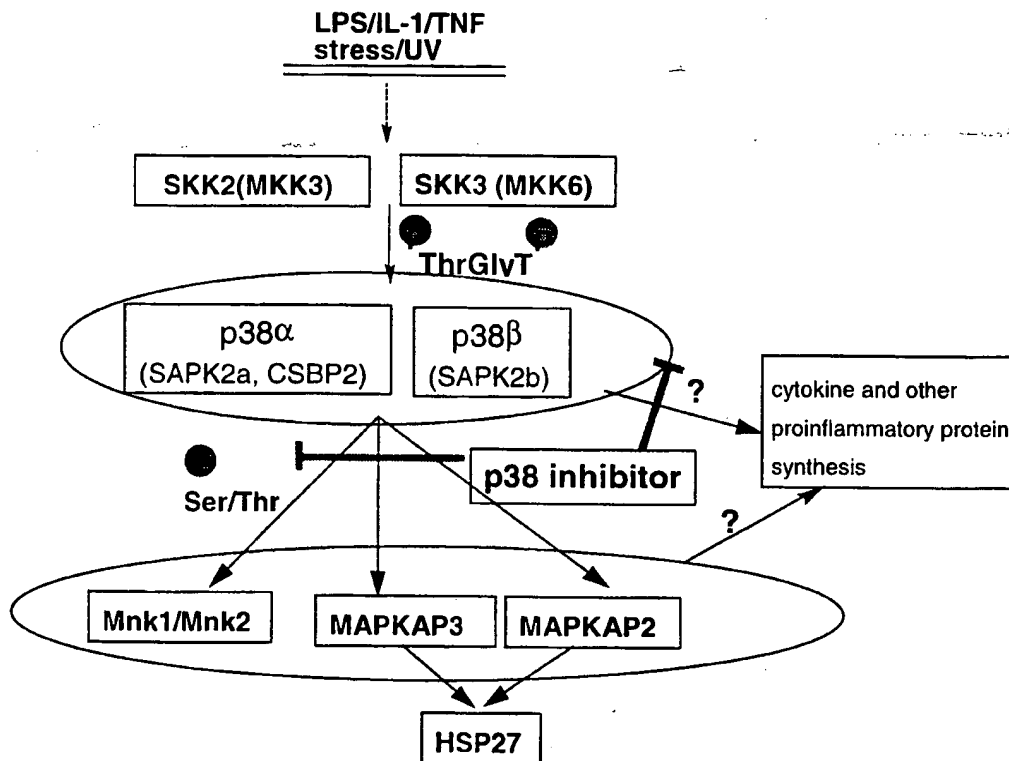 LPS/IL-1/TNF
stress/UV
SKK2(MKK3)
SKK3 (MKK6)
ThrGlvT
p38α
(SAPK2a, CSBP2)
p38β
(SAPK2b)
?
cytokine and other
proinflammatory protein
synthesis
p38 inhibitor
Ser/Thr
?
Mnk1/Mnk2
MAPKAP3
MAPKAP2
HSP27